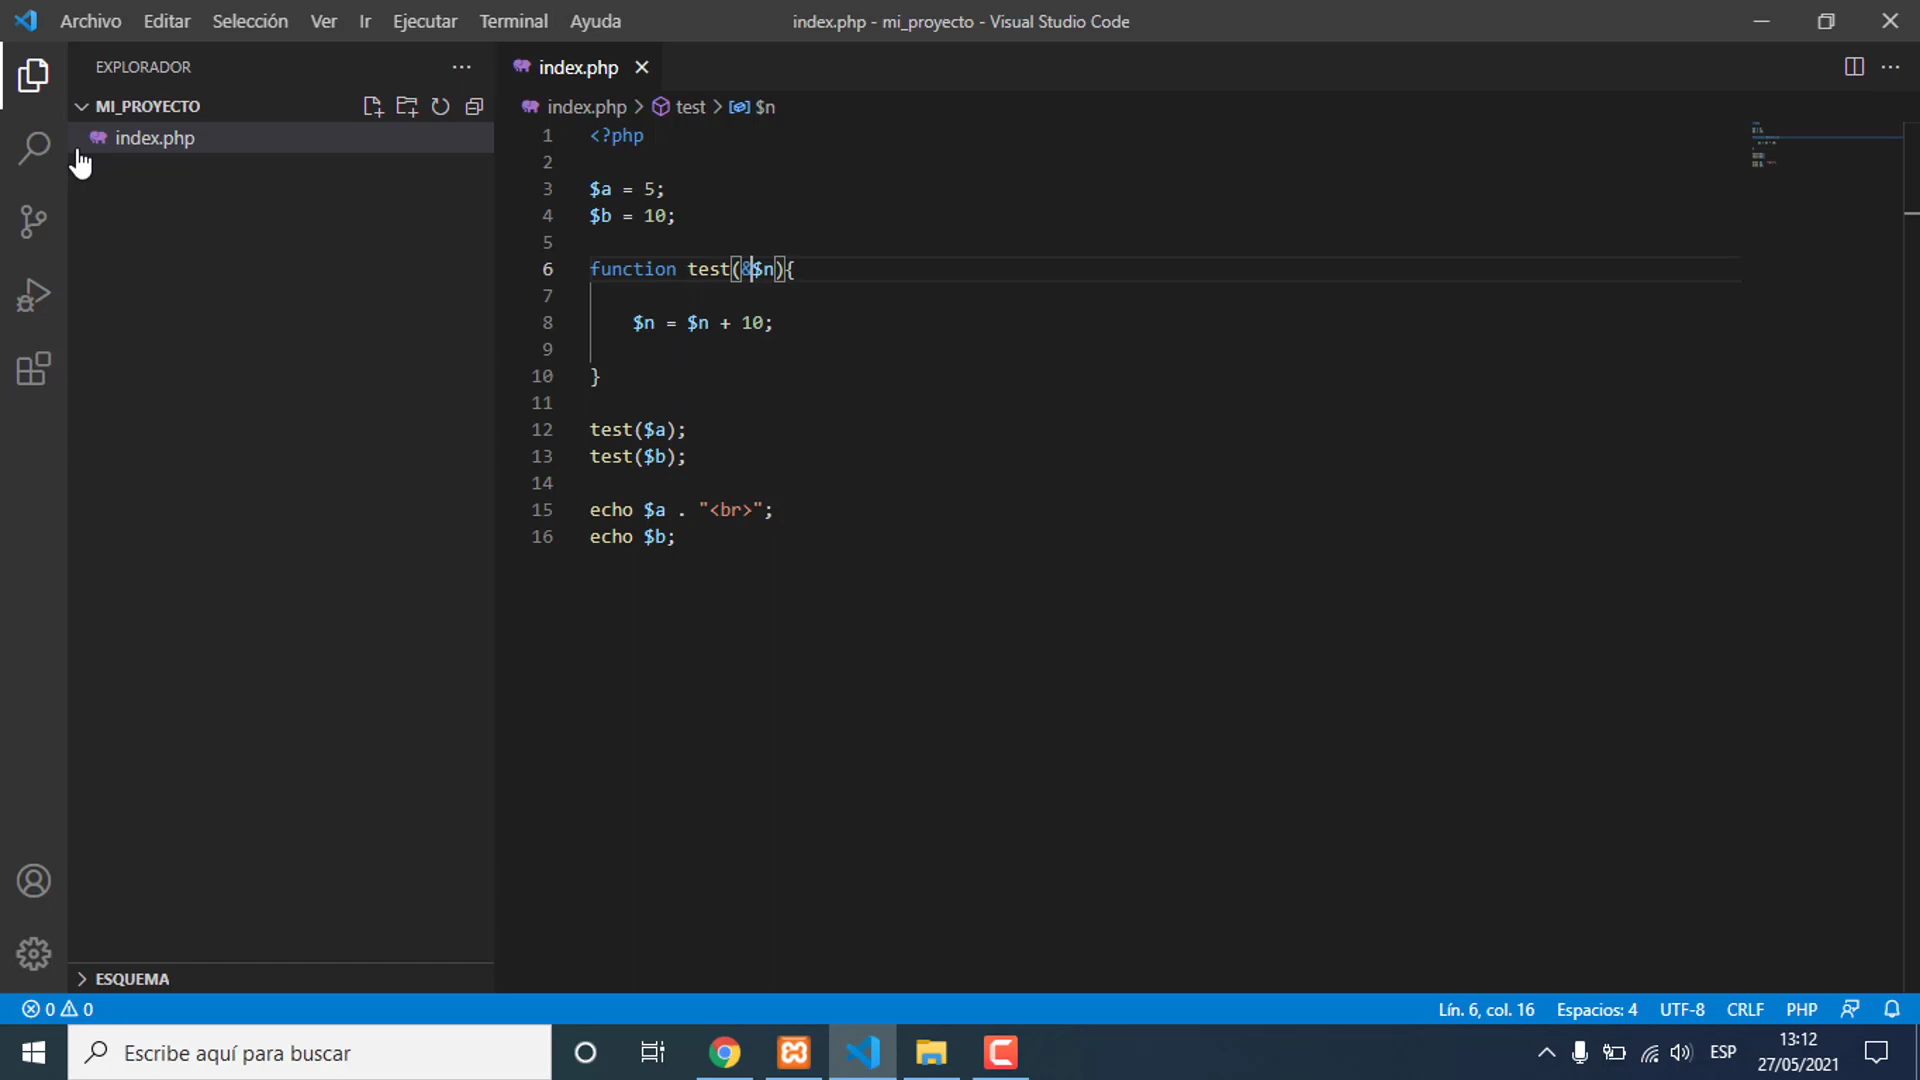 Archivo Editar Selección Ver Ir Ejecutar Terminal Ayuda
index.php - mi_proyecto - Visual Studio Code
EXPLORADOR
MI_PROYECTO
index.php
index.php
index.php > test > $n
1 <?php
2
3 $a = 5;
4 $b = 10;
5
6 function test(&$n){
7
8 $n = $n + 10;
9
10 }
11
12 test($a);
13 test($b);
14
15 echo $a . "<br>";
16 echo $b;
ESQUEMA
0 0
Lín. 6, col. 16 Espacios: 4 UTF-8 CRLF PHP
Escribe aquí para buscar
ESP
13:12
27/05/2021